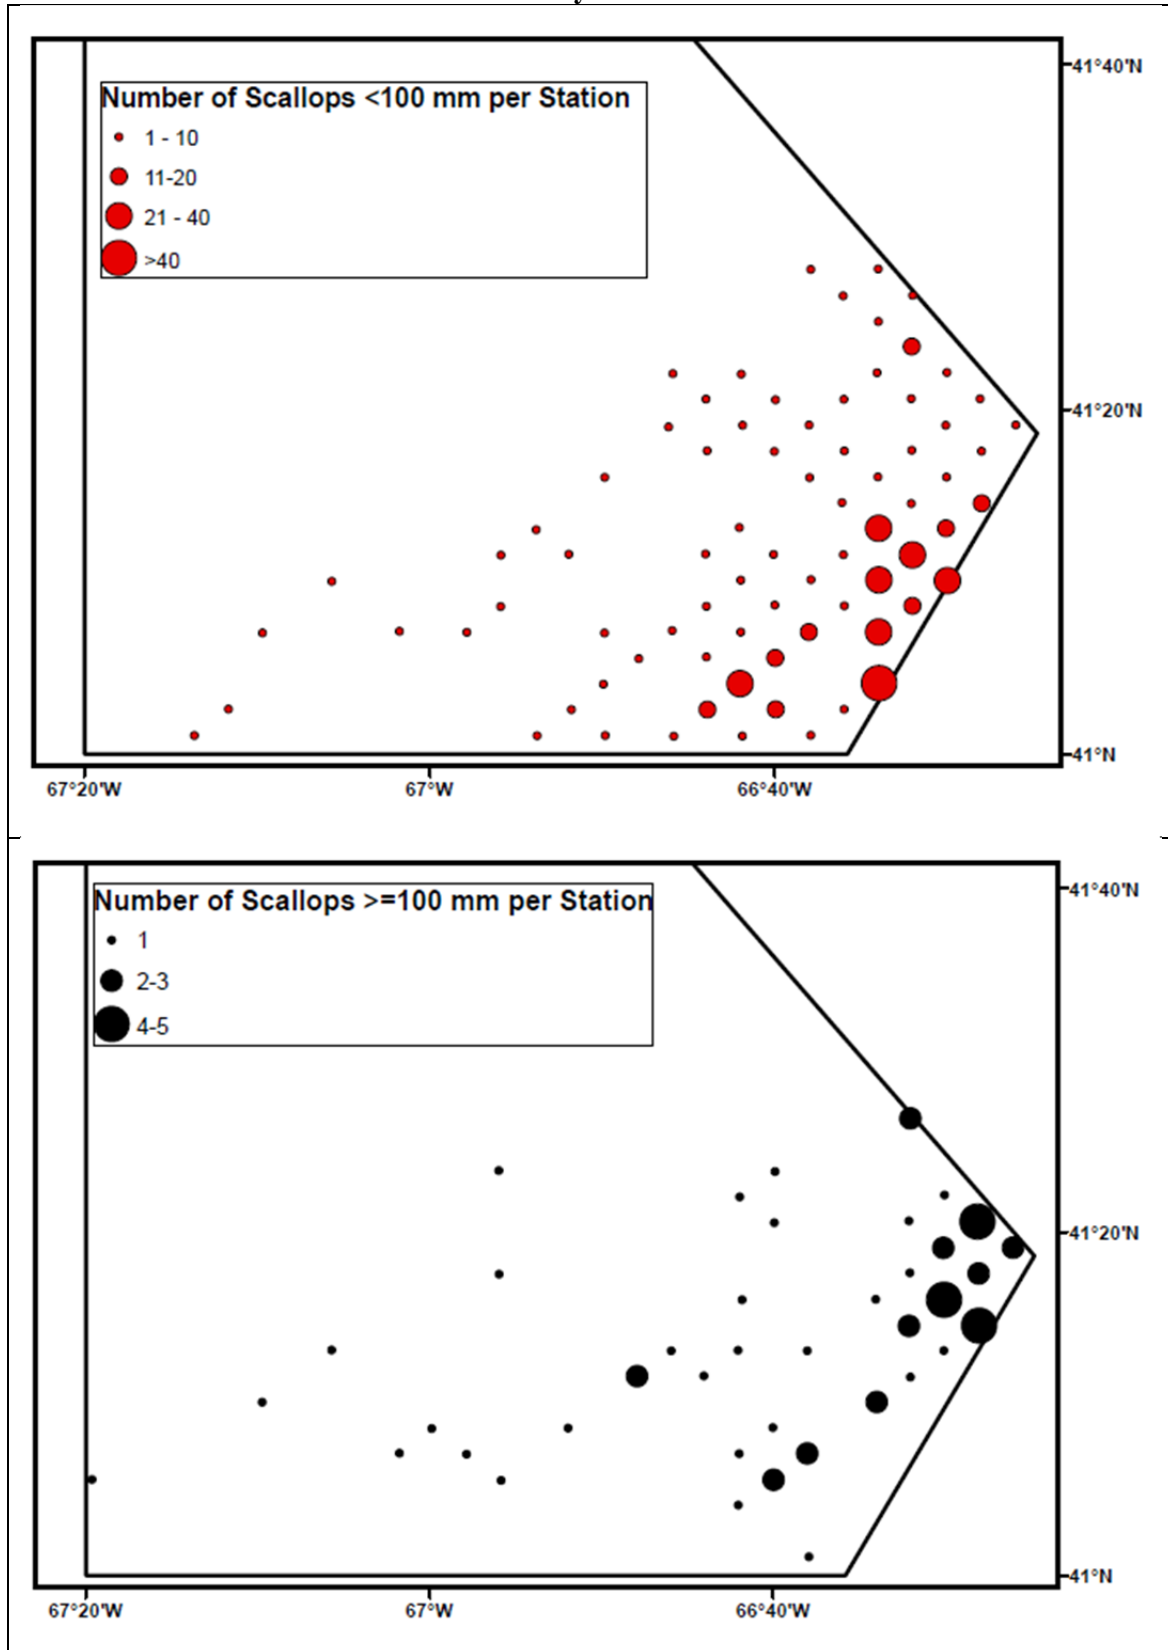 Number of Scallops <100 mm per Station
1 - 10
11-20
21 - 40
>40
41°40'N
41°20'N
41°N
67°20'W 67°W 66°40'W
Number of Scallops >=100 mm per Station
1
2-3
4-5
41°40'N
41°20'N
41°N
67°20'W 67°W 66°40'W